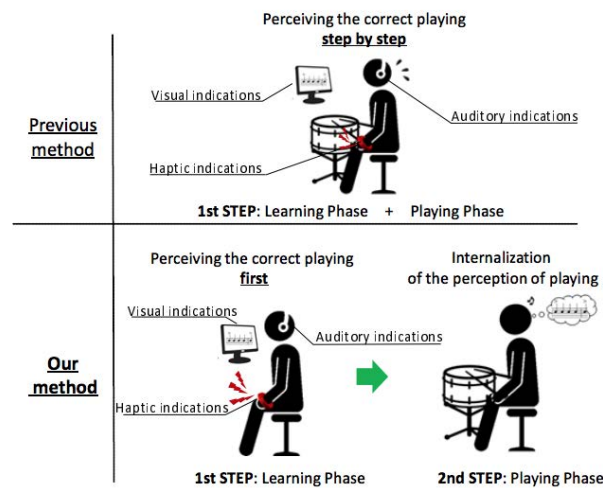 Perceiving the correct playing
step by step
Visual indications
Auditory indications
Previous
method
Haptic indications
1st STEP: Learning Phase + Playing Phase
Perceiving the correct playing
first
Internalization
of the perception of playing
Visual indications
Auditory indications
Our
method
Haptic indications
1st STEP: Learning Phase
2nd STEP: Playing Phase